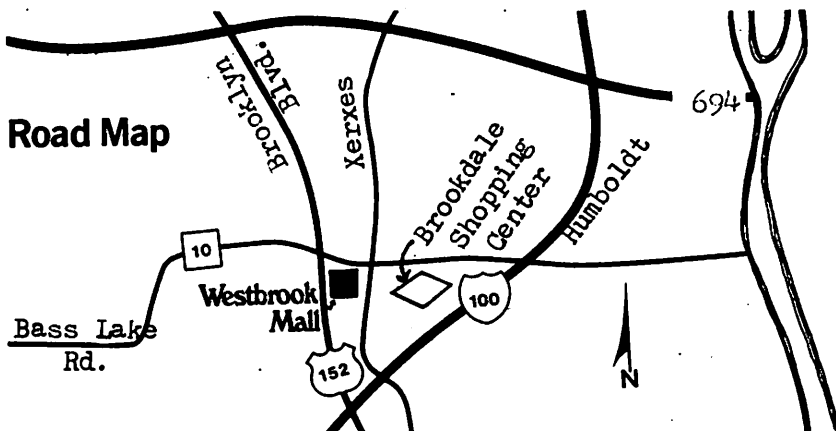 694
Brooklyn
Blvd.
Xerxes
Road Map
Brookdale
Shopping
Center
Humboldt
10
Westbrook
Mall
100
Bass Lake
Rd.
152
N